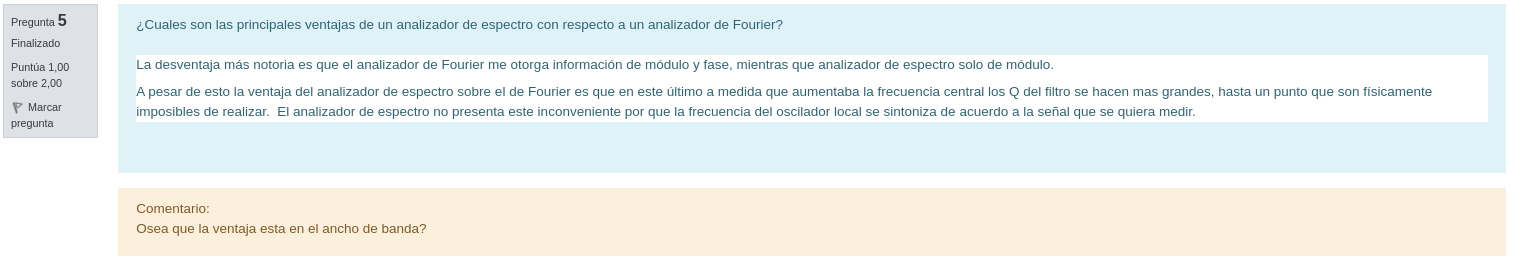 Pregunta 5
Finalizado
Puntúa 1,00
sobre 2,00
Marcar
pregunta
¿Cuales son las principales ventajas de un analizador de espectro con respecto a un analizador de Fourier?
La desventaja más notoria es que el analizador de Fourier me otorga información de módulo y fase, mientras que analizador de espectro solo de módulo.
A pesar de esto la ventaja del analizador de espectro sobre el de Fourier es que en este último a medida que aumentaba la frecuencia central los Q del filtro se hacen mas grandes, hasta un punto que son físicamente
imposibles de realizar.  El analizador de espectro no presenta este inconveniente por que la frecuencia del oscilador local se sintoniza de acuerdo a la señal que se quiera medir.
Comentario:
Osea que la ventaja esta en el ancho de banda?